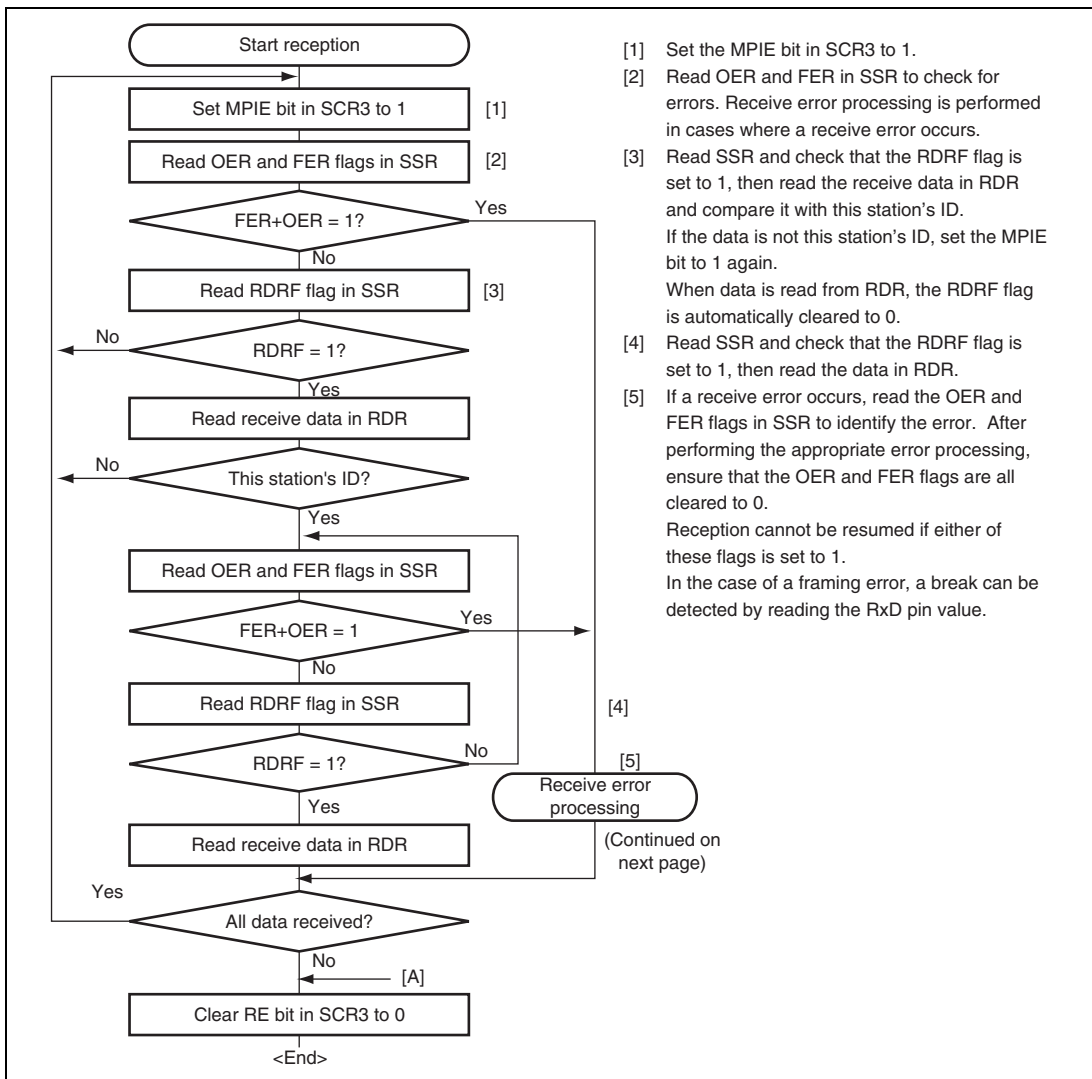 Start reception
Set MPIE bit in SCR3 to 1
[1]
Read OER and FER flags in SSR
[2]
FER+OER = 1?
Yes
No
Read RDRF flag in SSR
[3]
No
RDRF = 1?
Yes
Read receive data in RDR
No
This station's ID?
Yes
Read OER and FER flags in SSR
FER+OER = 1
Yes
No
Read RDRF flag in SSR
[4]
RDRF = 1?
No
Yes
[5]
Receive error
processing
(Continued on
next page)
Read receive data in RDR
Yes
All data received?
No
[A]
Clear RE bit in SCR3 to 0
<End>
[1] Set the MPIE bit in SCR3 to 1.
[2] Read OER and FER in SSR to check for
errors. Receive error processing is performed
in cases where a receive error occurs.
[3] Read SSR and check that the RDRF flag is
set to 1, then read the receive data in RDR
and compare it with this station's ID.
If the data is not this station's ID, set the MPIE
bit to 1 again.
When data is read from RDR, the RDRF flag
is automatically cleared to 0.
[4] Read SSR and check that the RDRF flag is
set to 1, then read the data in RDR.
[5] If a receive error occurs, read the OER and
FER flags in SSR to identify the error. After
performing the appropriate error processing,
ensure that the OER and FER flags are all
cleared to 0.
Reception cannot be resumed if either of
these flags is set to 1.
In the case of a framing error, a break can be
detected by reading the RxD pin value.